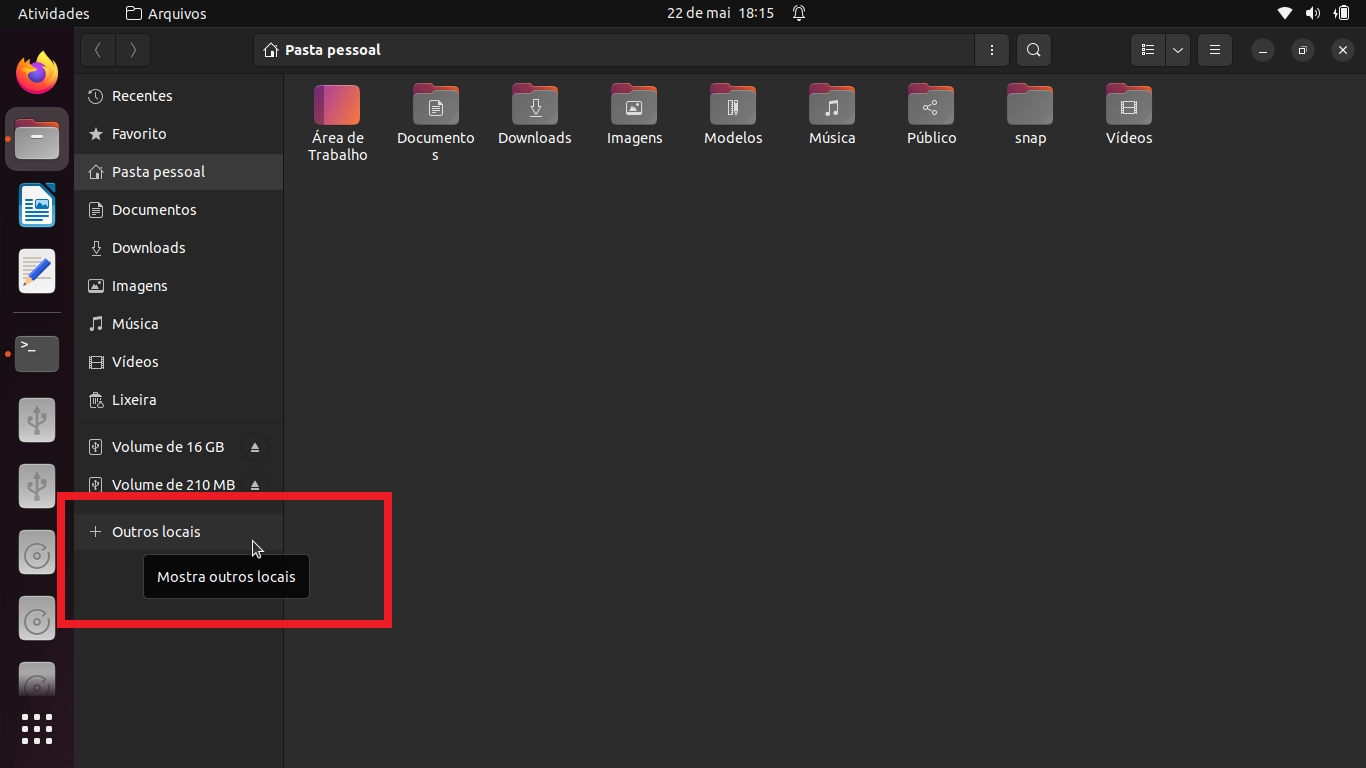 Atividades
Arquivos
22 de mai 18:15
Pasta pessoal
Recentes
Favorito
Pasta pessoal
Documentos
Downloads
Imagens
Música
Vídeos
Lixeira
Volume de 16 GB
Volume de 210 MB
Outros locais
Mostra outros locais
Área de
Trabalho
Documento
s
Downloads
Imagens
Modelos
Música
Público
snap
Vídeos